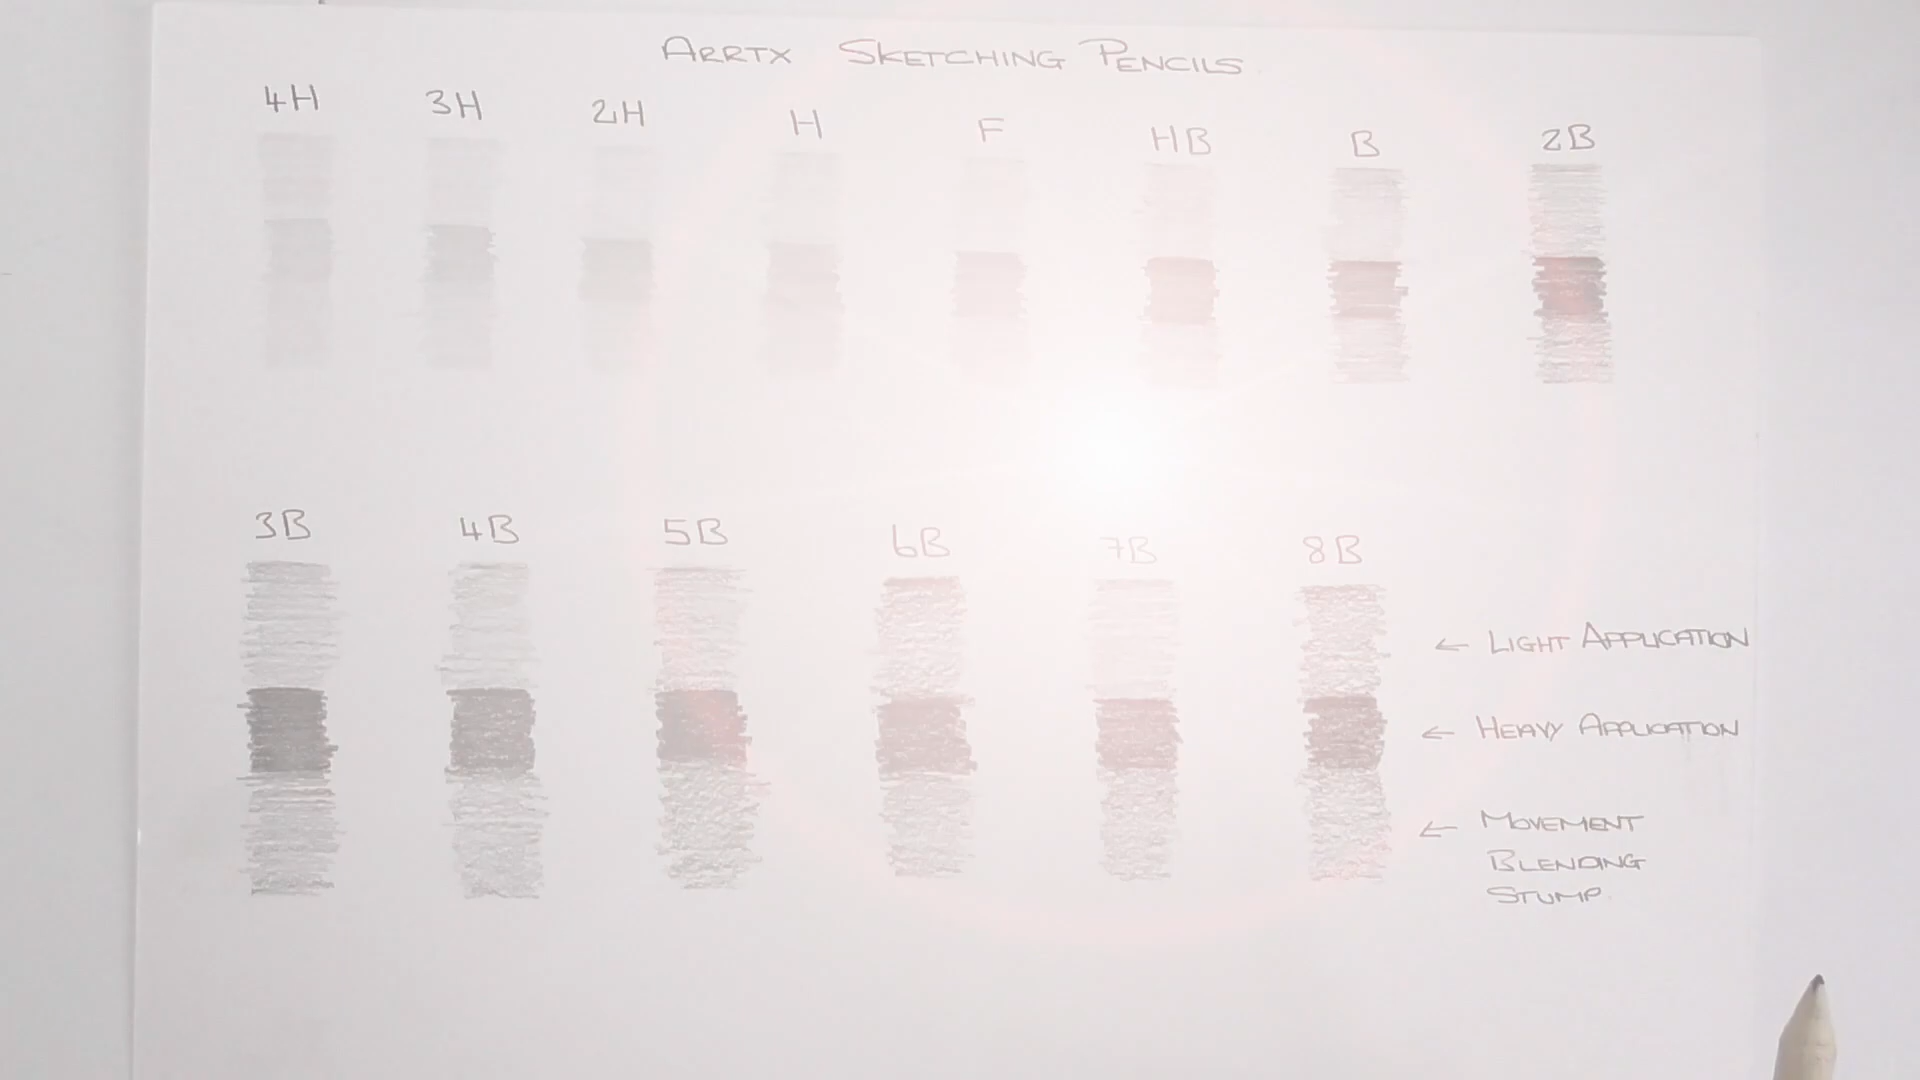 ARRTX SKETCHING PENCILS
4H 3H 2H H F HB B 2B
3B 4B 5B 6B 7B 8B
← LIGHT APPLICATION
← HEAVY APPLICATION
← MOVEMENT
BLENDING
STUMP